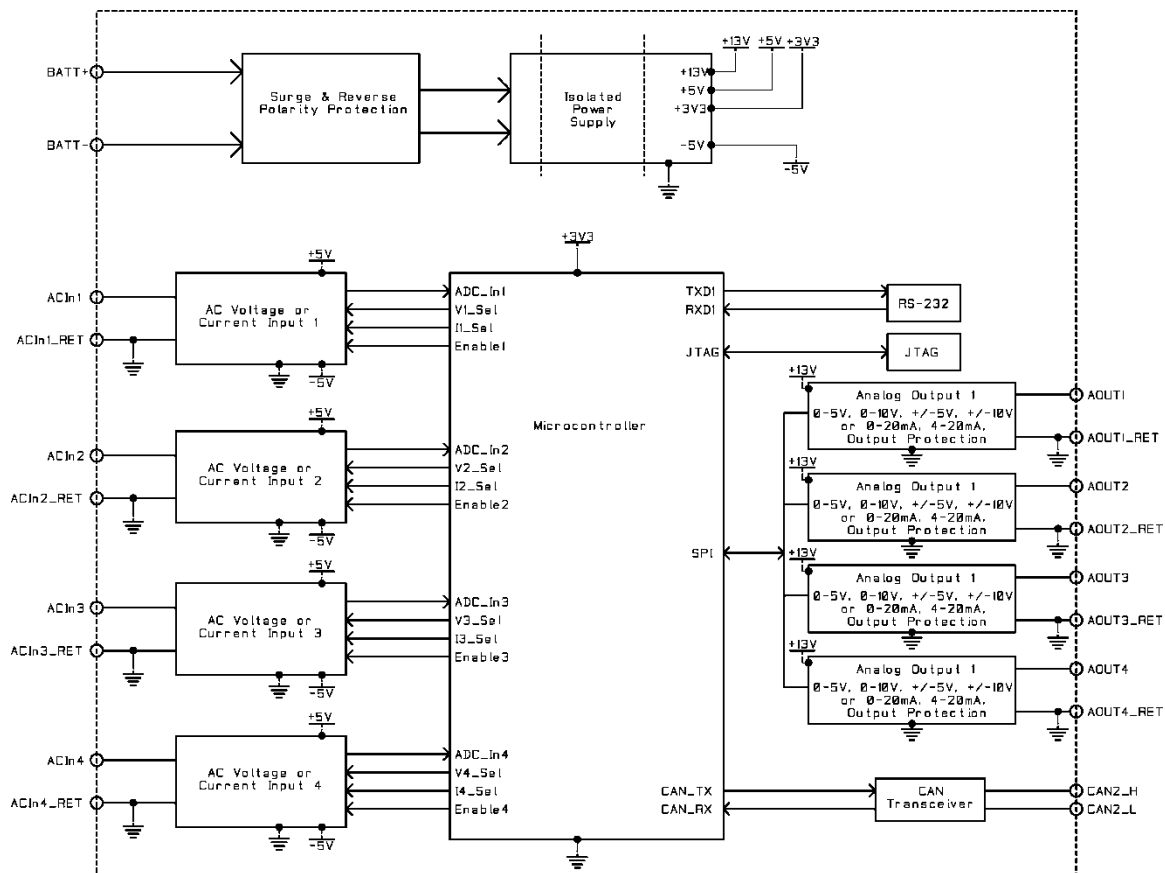 +13V +5V +3V3
BATT+
Surge & Reverse
Polarity Protection
Isolated
Power
Supply
+13V
+5V
+3V3
-5V
-5V
BATT-
+3V3
+5V
ACIn1
AC Voltage or
Current Input 1
ACIn1_RET
-5V
ADC_In1
V1_Sel
I1_Sel
Enable1
+5V
ACIn2
AC Voltage or
Current Input 2
ACIn2_RET
-5V
ADC_In2
V2_Sel
I2_Sel
Enable2
+5V
ACIn3
AC Voltage or
Current Input 3
ACIn3_RET
-5V
ADC_In3
V3_Sel
I3_Sel
Enable3
+5V
ACIn4
AC Voltage or
Current Input 4
ACIn4_RET
-5V
ADC_In4
V4_Sel
I4_Sel
Enable4
Microcontroller
TXD1
RXD1
RS-232
JTAG
JTAG
SPI
+13V
Analog Output 1
0-5V, 0-10V, +/-5V, +/-10V
or 0-20mA, 4-20mA,
Output Protection
AOUT1
AOUT1_RET
+13V
Analog Output 1
0-5V, 0-10V, +/-5V, +/-10V
or 0-20mA, 4-20mA,
Output Protection
AOUT2
AOUT2_RET
+13V
Analog Output 1
0-5V, 0-10V, +/-5V, +/-10V
or 0-20mA, 4-20mA,
Output Protection
AOUT3
AOUT3_RET
+13V
Analog Output 1
0-5V, 0-10V, +/-5V, +/-10V
or 0-20mA, 4-20mA,
Output Protection
AOUT4
AOUT4_RET
CAN_TX
CAN_RX
CAN
Transceiver
CAN2_H
CAN2_L